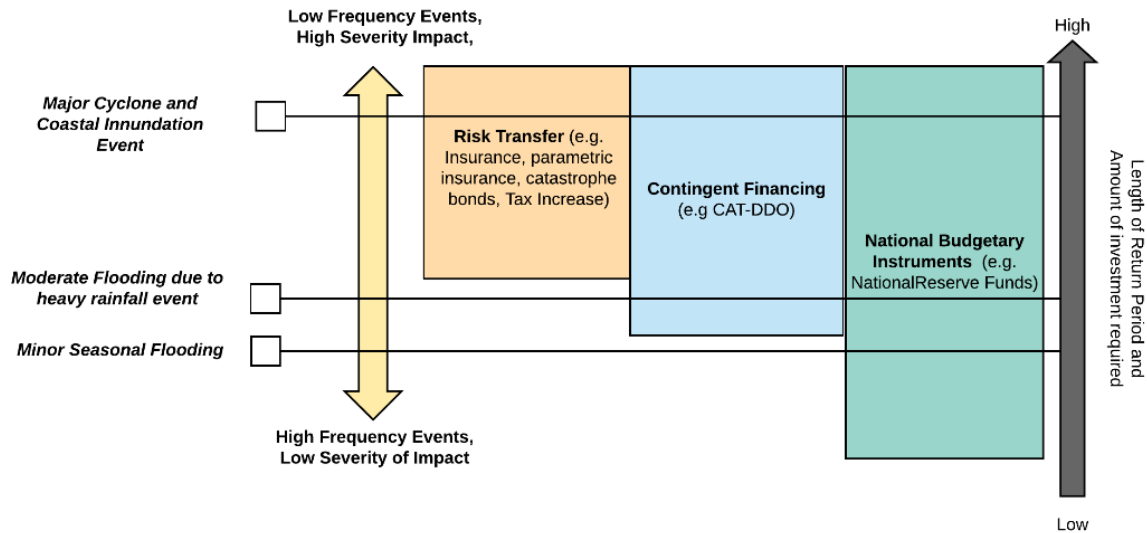 Low Frequency Events,
High Severity Impact,
High
Major Cyclone and
Coastal Innundation
Event
Risk Transfer (e.g.
Insurance, parametric
insurance, catastrophe
bonds, Tax Increase)
Contingent Financing
(e.g CAT-DDO)
National Budgetary
Instruments (e.g.
NationalReserve Funds)
Length of Return Period and
Amount of investment required
Moderate Flooding due to
heavy rainfall event
Minor Seasonal Flooding
High Frequency Events,
Low Severity of Impact
Low